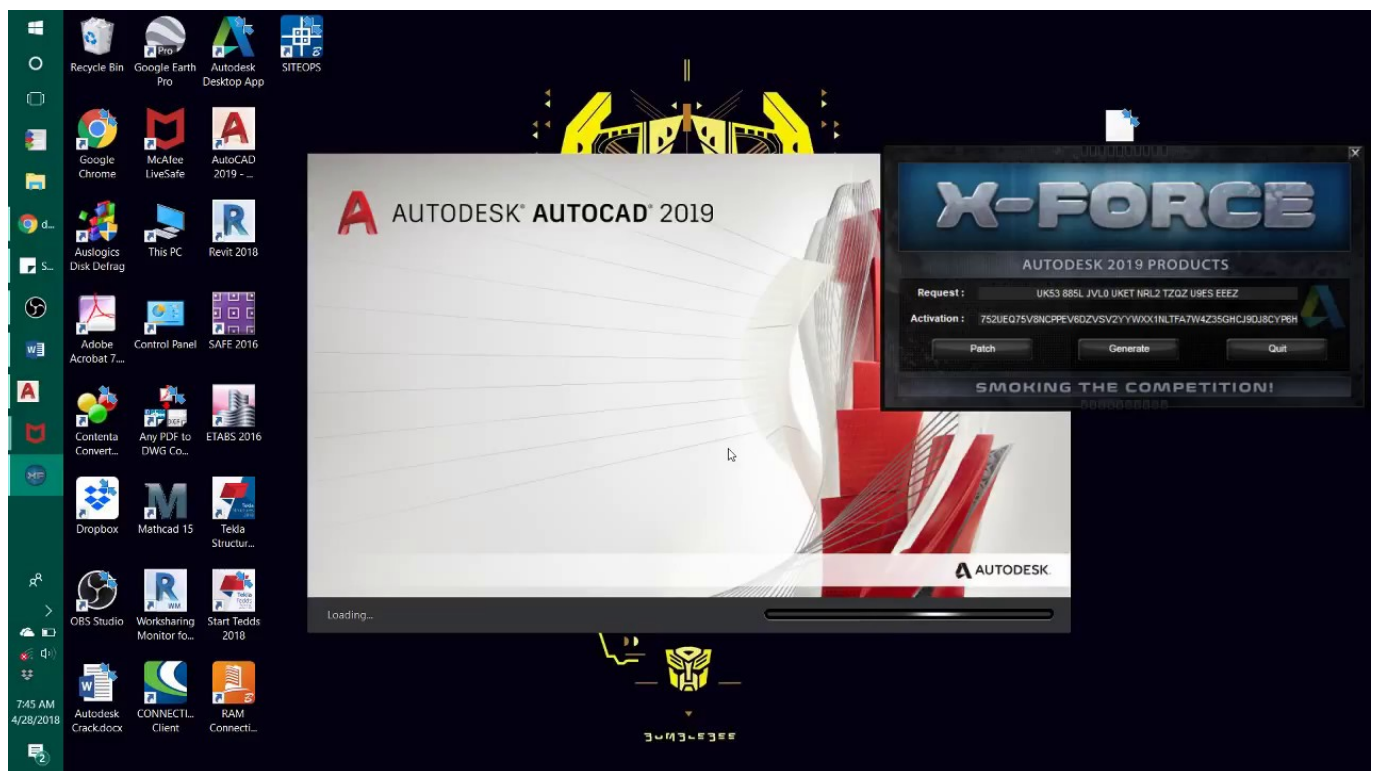 Recycle Bin
Google Earth
Pro
Autodesk
Desktop App
SITEOPS
Google
Chrome
McAfee
LiveSafe
AutoCAD
2019 - ...
d...
Auslogics
Disk Defrag
This PC
Revit 2018
S...
Adobe
Acrobat 7....
Control Panel
SAFE 2016
Contenta
Convert...
Any PDF to
DWG Co...
ETABS 2016
Dropbox
Mathcad 15
Tekla
Structur...
OBS Studio
Worksharing
Monitor fo...
Start Tedds
2018
Autodesk
Crack.docx
CONNECTI...
Client
RAM
Connecti...
7:45 AM
4/28/2018
2
AUTODESK® AUTOCAD® 2019
AUTODESK.
Loading...
X-FORCE
AUTODESK 2019 PRODUCTS
Request :
UK53 885L JVL0 UKET NRL2 TZQZ U9ES EEEZ
Activation :
Patch
Generate
Quit
SMOKING THE COMPETITION!